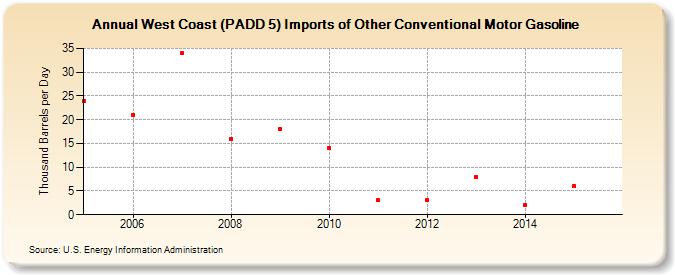 Annual West Coast (PADD 5) Imports of Other Conventional Motor Gasoline
Thousand Barrels per Day
35
30
25
20
15
10
5
0
2006 2008 2010 2012 2014
Source: U.S. Energy Information Administration